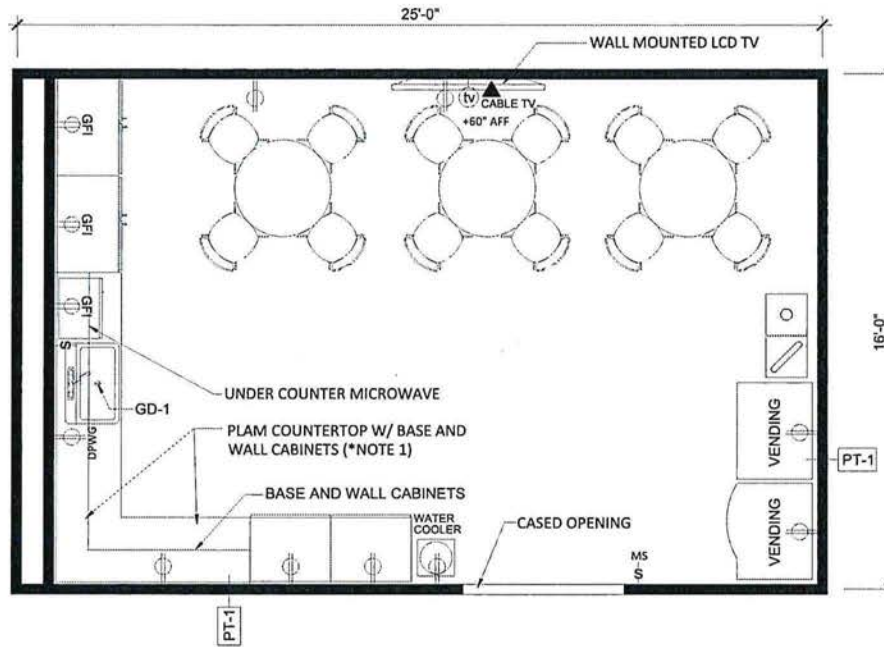 25'-0"
WALL MOUNTED LCD TV
tv
CABLE TV
+60" AFF
GFI
GFI
GFI
S
16'-0"
UNDER COUNTER MICROWAVE
GD-1
DPWG
PLAM COUNTERTOP W/ BASE AND
WALL CABINETS (*NOTE 1)
VENDING
PT-1
BASE AND WALL CABINETS
WATER
COOLER
CASED OPENING
VENDING
MS
S
PT-1